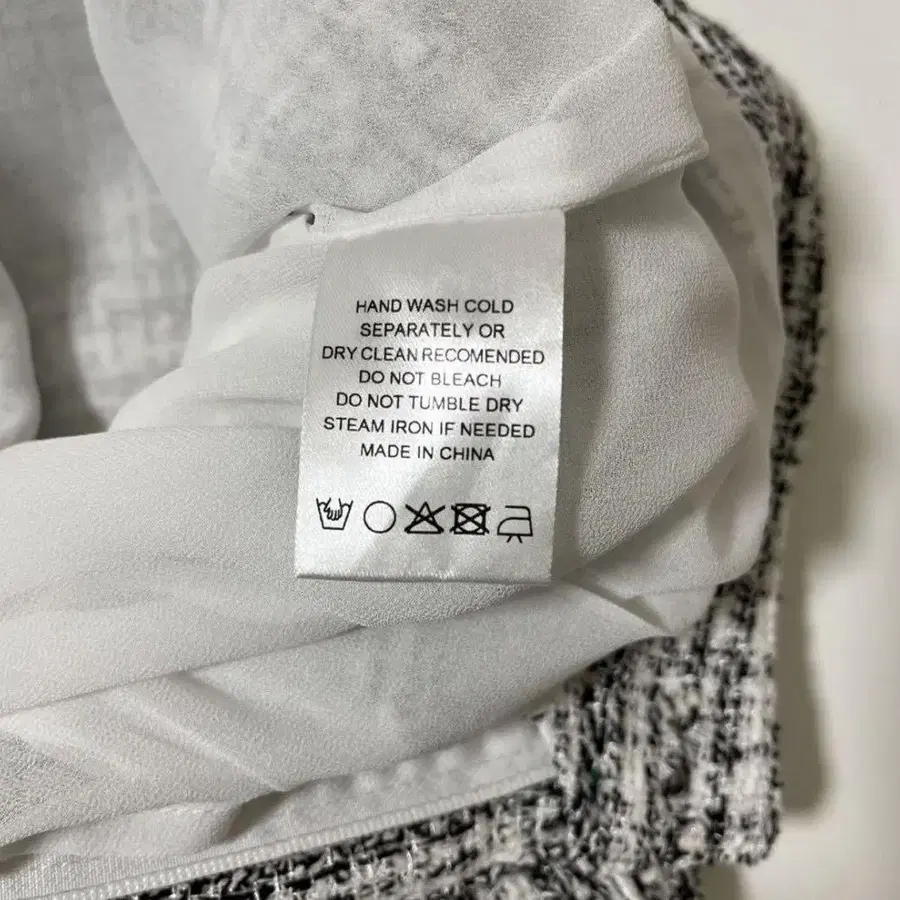 HAND WASH COLD
SEPARATELY OR
DRY CLEAN RECOMENDED
DO NOT BLEACH
DO NOT TUMBLE DRY
STEAM IRON IF NEEDED
MADE IN CHINA